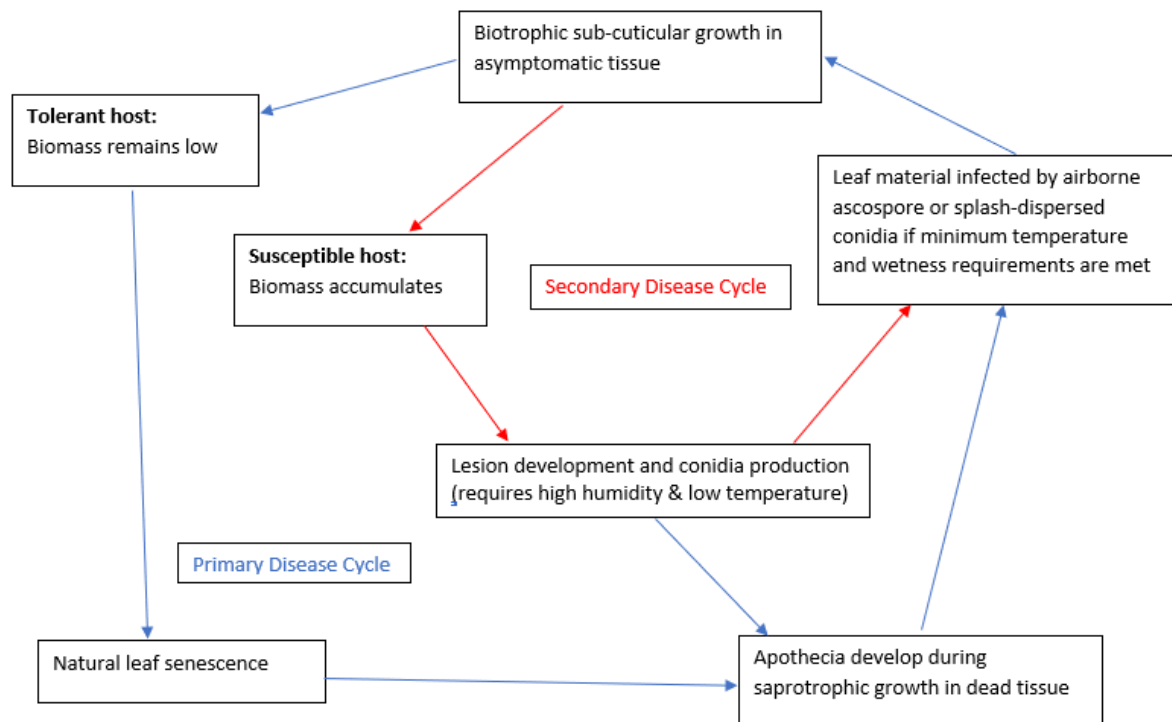 Biotrophic sub-cuticular growth in
asymptomatic tissue
Tolerant host:
Biomass remains low
Leaf material infected by airborne
ascospore or splash-dispersed
conidia if minimum temperature
and wetness requirements are met
Susceptible host:
Biomass accumulates
Secondary Disease Cycle
Lesion development and conidia production
(requires high humidity & low temperature)
Primary Disease Cycle
Natural leaf senescence
Apothecia develop during
saprotrophic growth in dead tissue